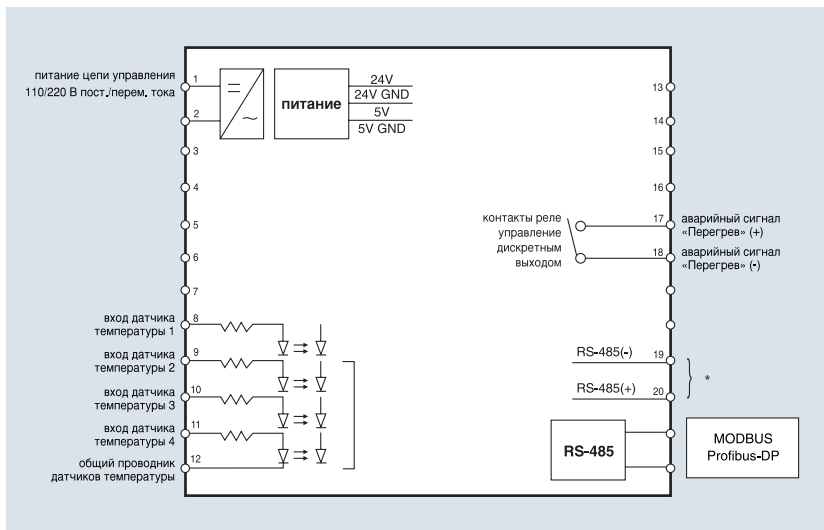 питание цепи управления
110/220 В пост./перем. тока
1
2
3
4
5
6
7
питание
24V
24V GND
5V
5V GND
13
14
15
16
контакты реле
управление
дискретным
выходом
17
аварийный сигнал
«Перегрев» (+)
18
аварийный сигнал
«Перегрев» (-)
вход датчика
температуры 1
8
вход датчика
температуры 2
9
вход датчика
температуры 3
10
вход датчика
температуры 4
11
общий проводник
датчиков температуры
12
RS-485(-)
19
RS-485(+)
20
*
RS-485
MODBUS
Profibus-DP